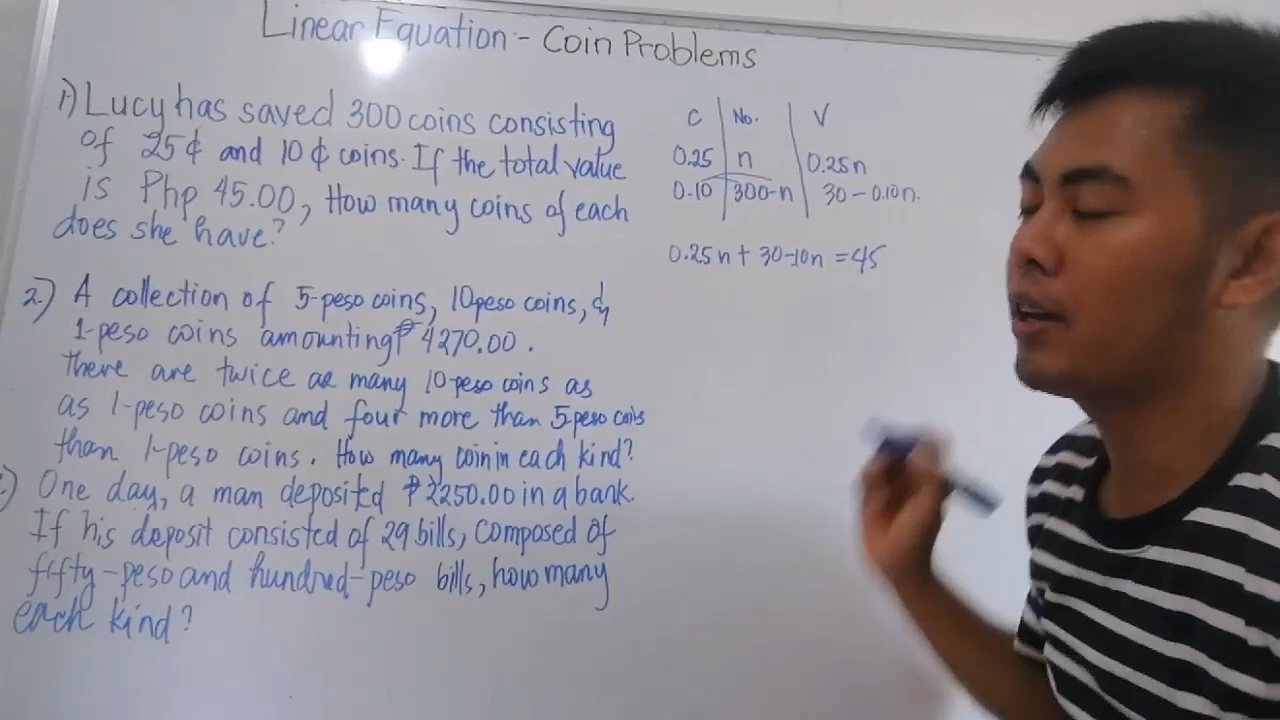 Linear Equation - Coin Problems
1.) Lucy has saved 300 coins consisting
of 25¢ and 10¢ coins. If the total value
is Php 45.00, How many coins of each
does she have?
2.) A collection of 5-peso coins, 10peso coins, &
1-peso coins amounting ₱4270.00.
there are twice as many 10-peso coins as
as 1-peso coins and four more than 5-peso coins
than 1-peso coins. How many coin in each kind?
One day, a man deposited ₱2250.00 in a bank.
If his deposit consisted of 29 bills, composed of
fifty-peso and hundred-peso bills, how many
each kind?
C No. V
0.25 n 0.25n
0.10 300-n 30-0.10n.
0.25n + 30-10n = 45